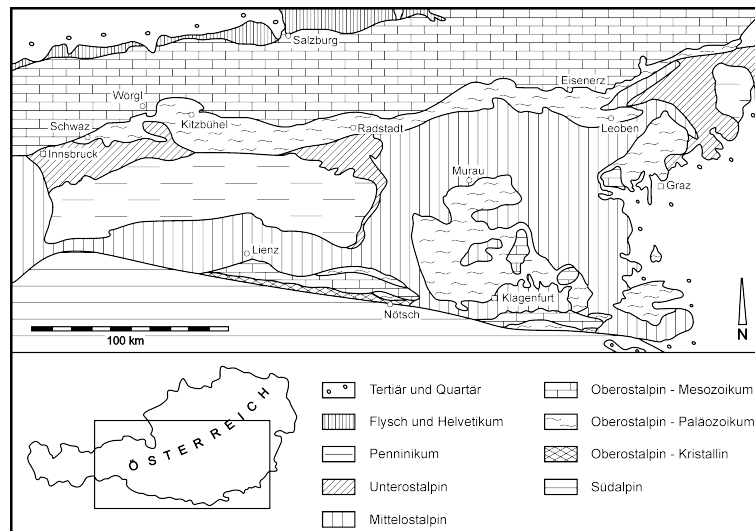 Salzburg
Wörgl
Eisenerz
Schwaz
Kitzbühel
Radstadt
Leoben
Innsbruck
Murau
Graz
Lienz
Klagenfurt
Nötsch
100 km
N
ÖSTERREICH
Tertiär und Quartär
Flysch und Helvetikum
Penninikum
Unterostalpin
Mittelostalpin
Oberostalpin - Mesozoikum
Oberostalpin - Paläozoikum
Oberostalpin - Kristallin
Südalpin